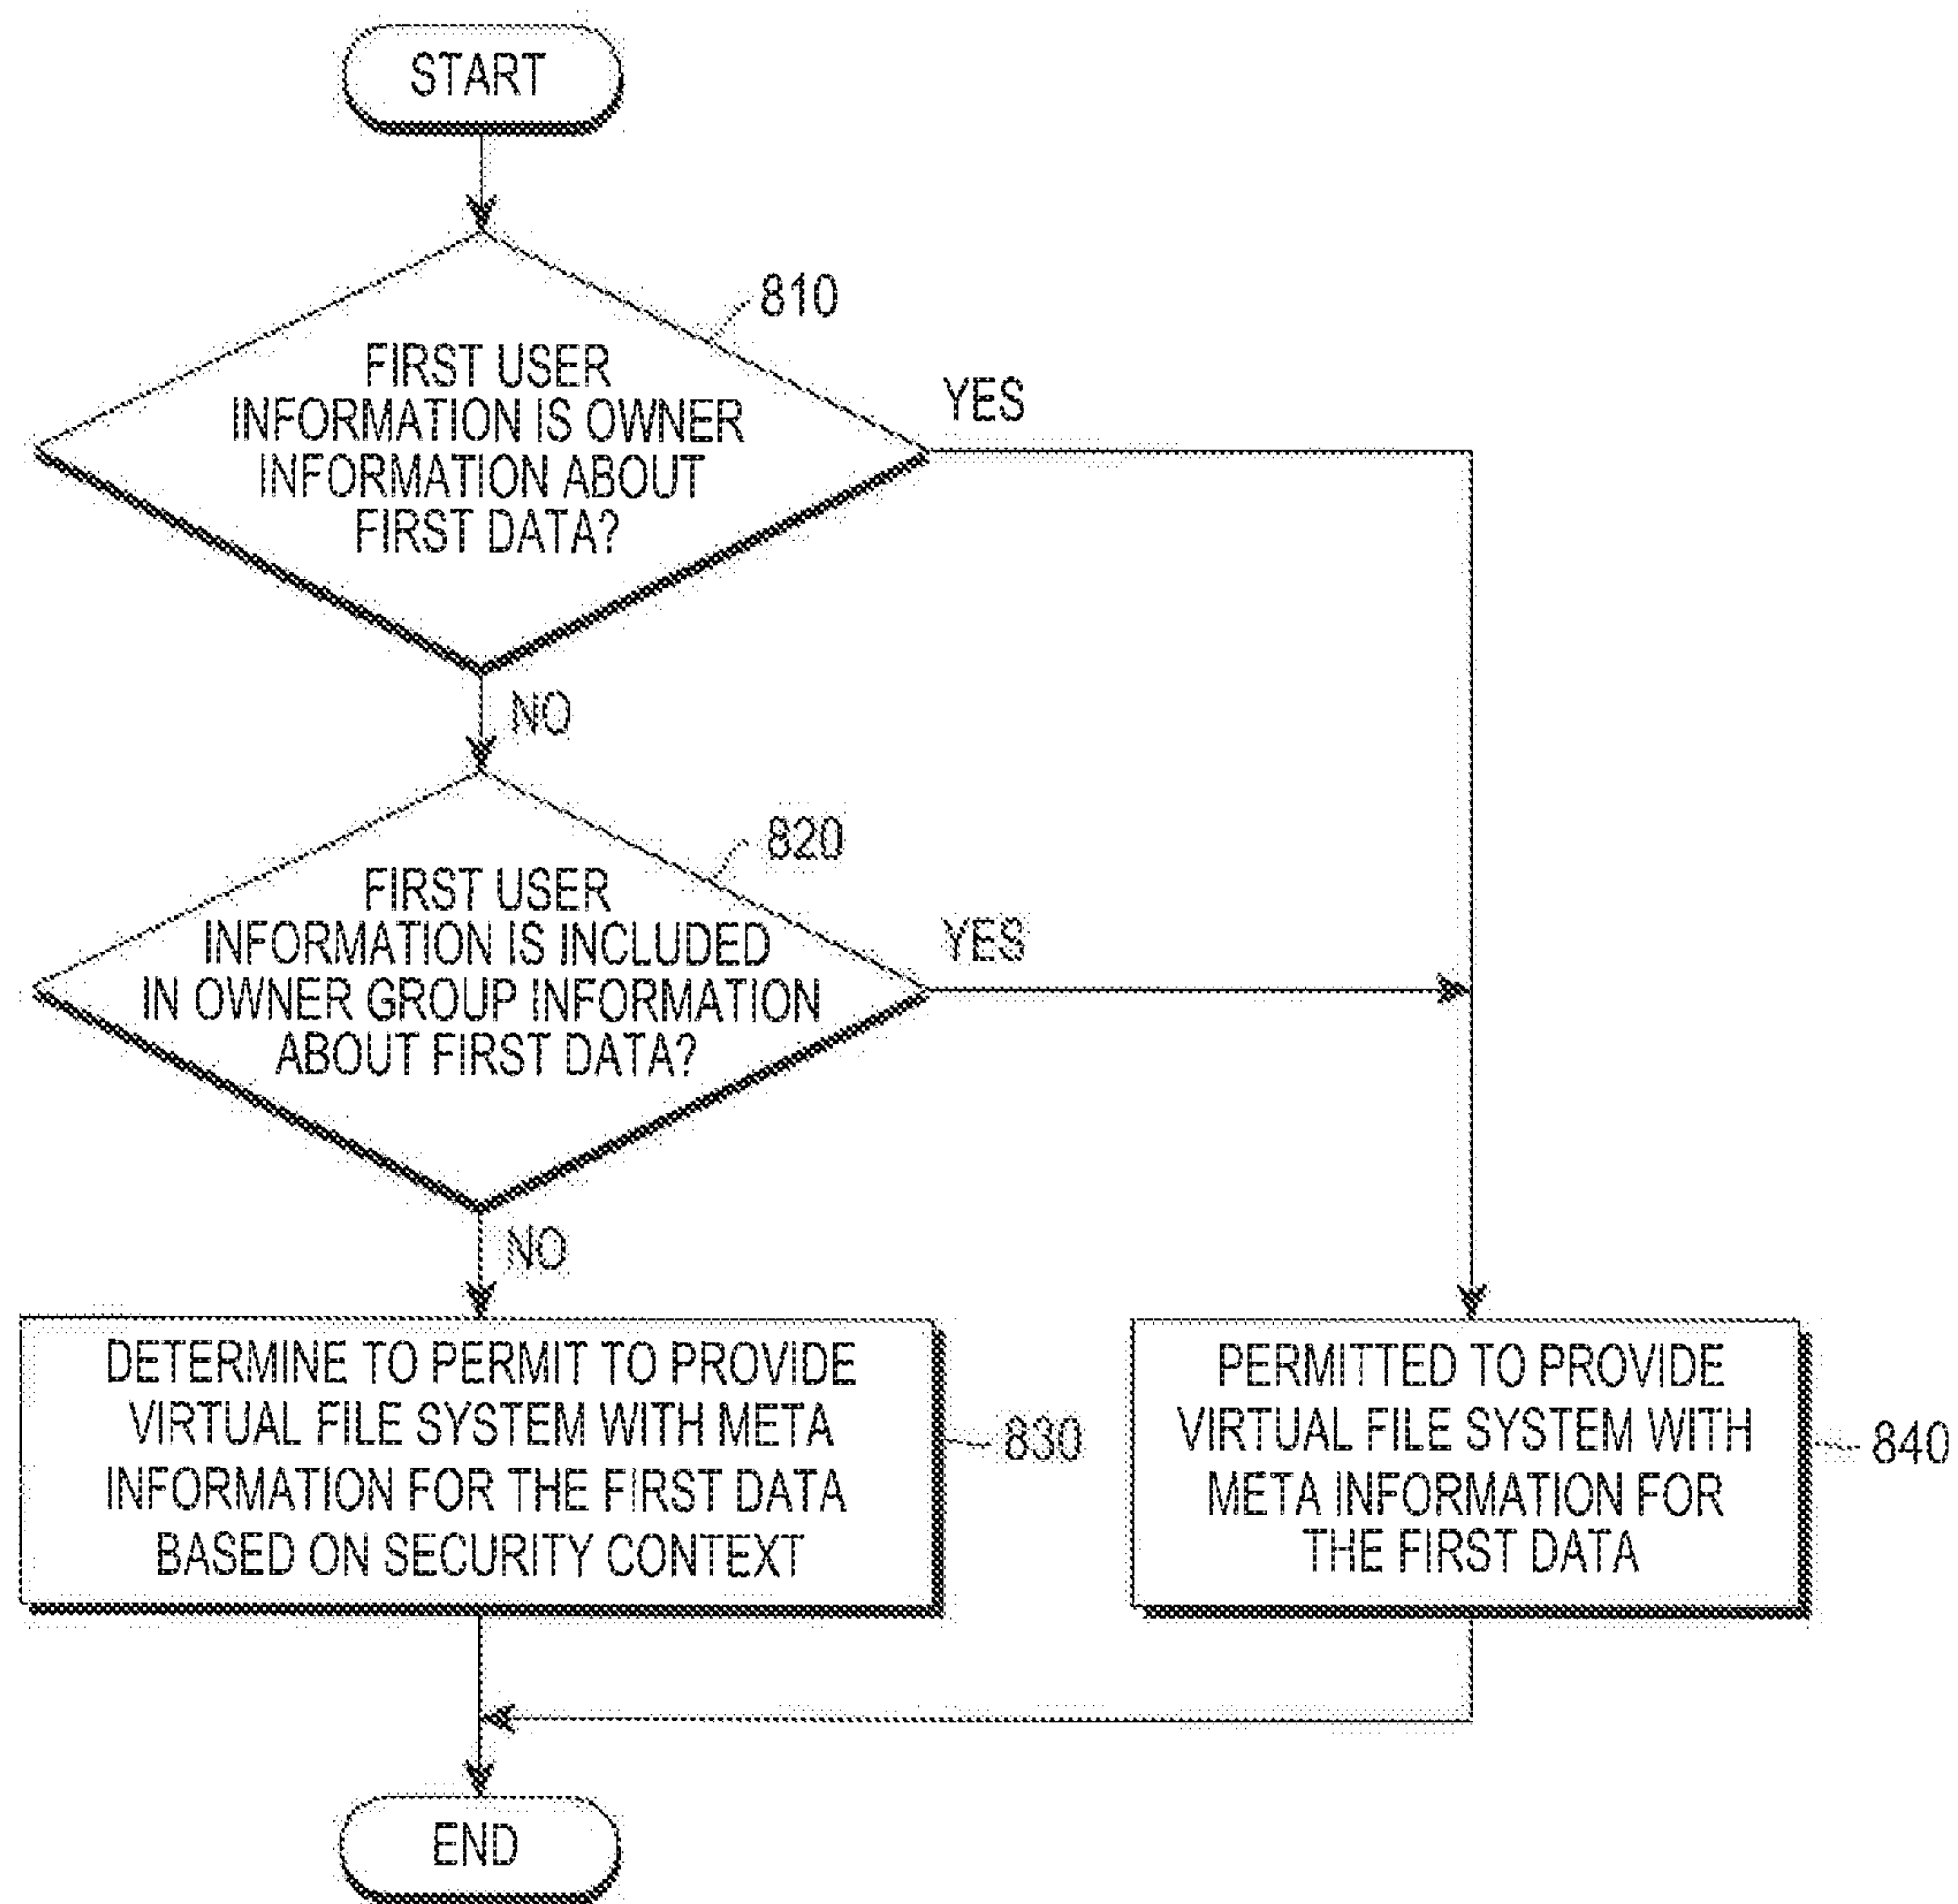 START
810
FIRST USER
INFORMATION IS OWNER
INFORMATION ABOUT
FIRST DATA?
YES
NO
820
FIRST USER
INFORMATION IS INCLUDED
IN OWNER GROUP INFORMATION
ABOUT FIRST DATA?
YES
NO
DETERMINE TO PERMIT TO PROVIDE
VIRTUAL FILE SYSTEM WITH META
INFORMATION FOR THE FIRST DATA
BASED ON SECURITY CONTEXT
830
PERMITTED TO PROVIDE
VIRTUAL FILE SYSTEM WITH
META INFORMATION FOR
THE FIRST DATA
840
END